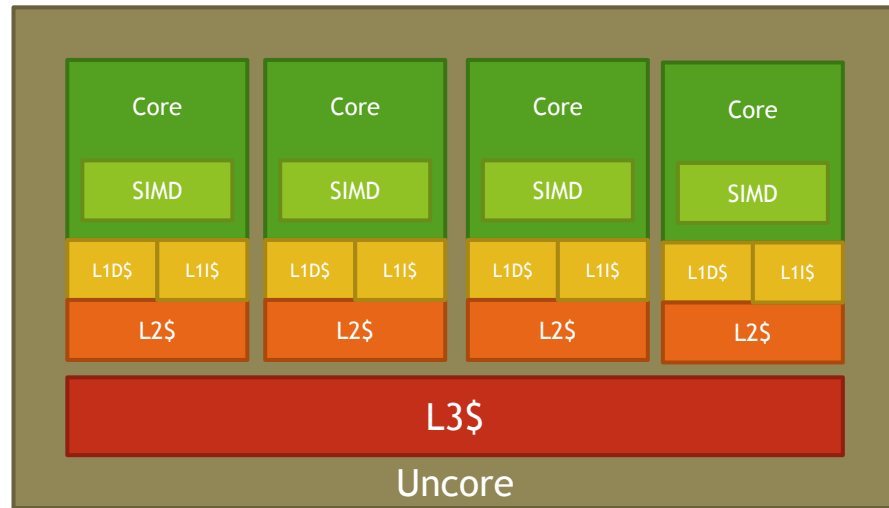 Core
Core
Core
Core
SIMD
SIMD
SIMD
SIMD
L1D$ L1I$
L1D$ L1I$
L1D$ L1I$
L1D$ L1I$
L2$
L2$
L2$
L2$
L3$
Uncore